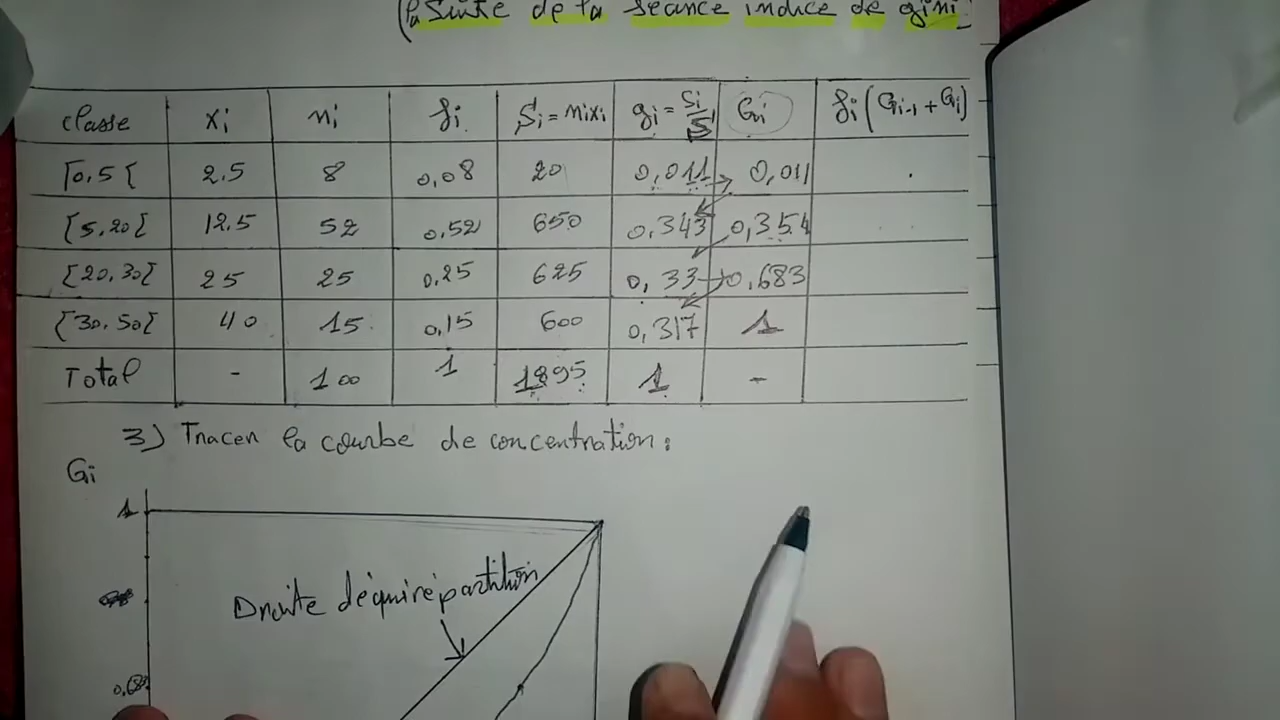 (la suite de la séance indice de gini
classe xi ni fi Si = nixi gi = Si/S Gi fi(Gi-1 + Gi)
[0,5[ 2.5 8 0,08 20 0,011 0,011
[5,20[ 12.5 52 0,52 650 0,343 0,354
[20,30[ 25 25 0,25 625 0,33 0,683
[30,50[ 40 15 0,15 600 0,317 1
Total - 100 1 1895 1 -
3) Tracer la courbe de concentration:
Gi
1
Droite d'équirépartition